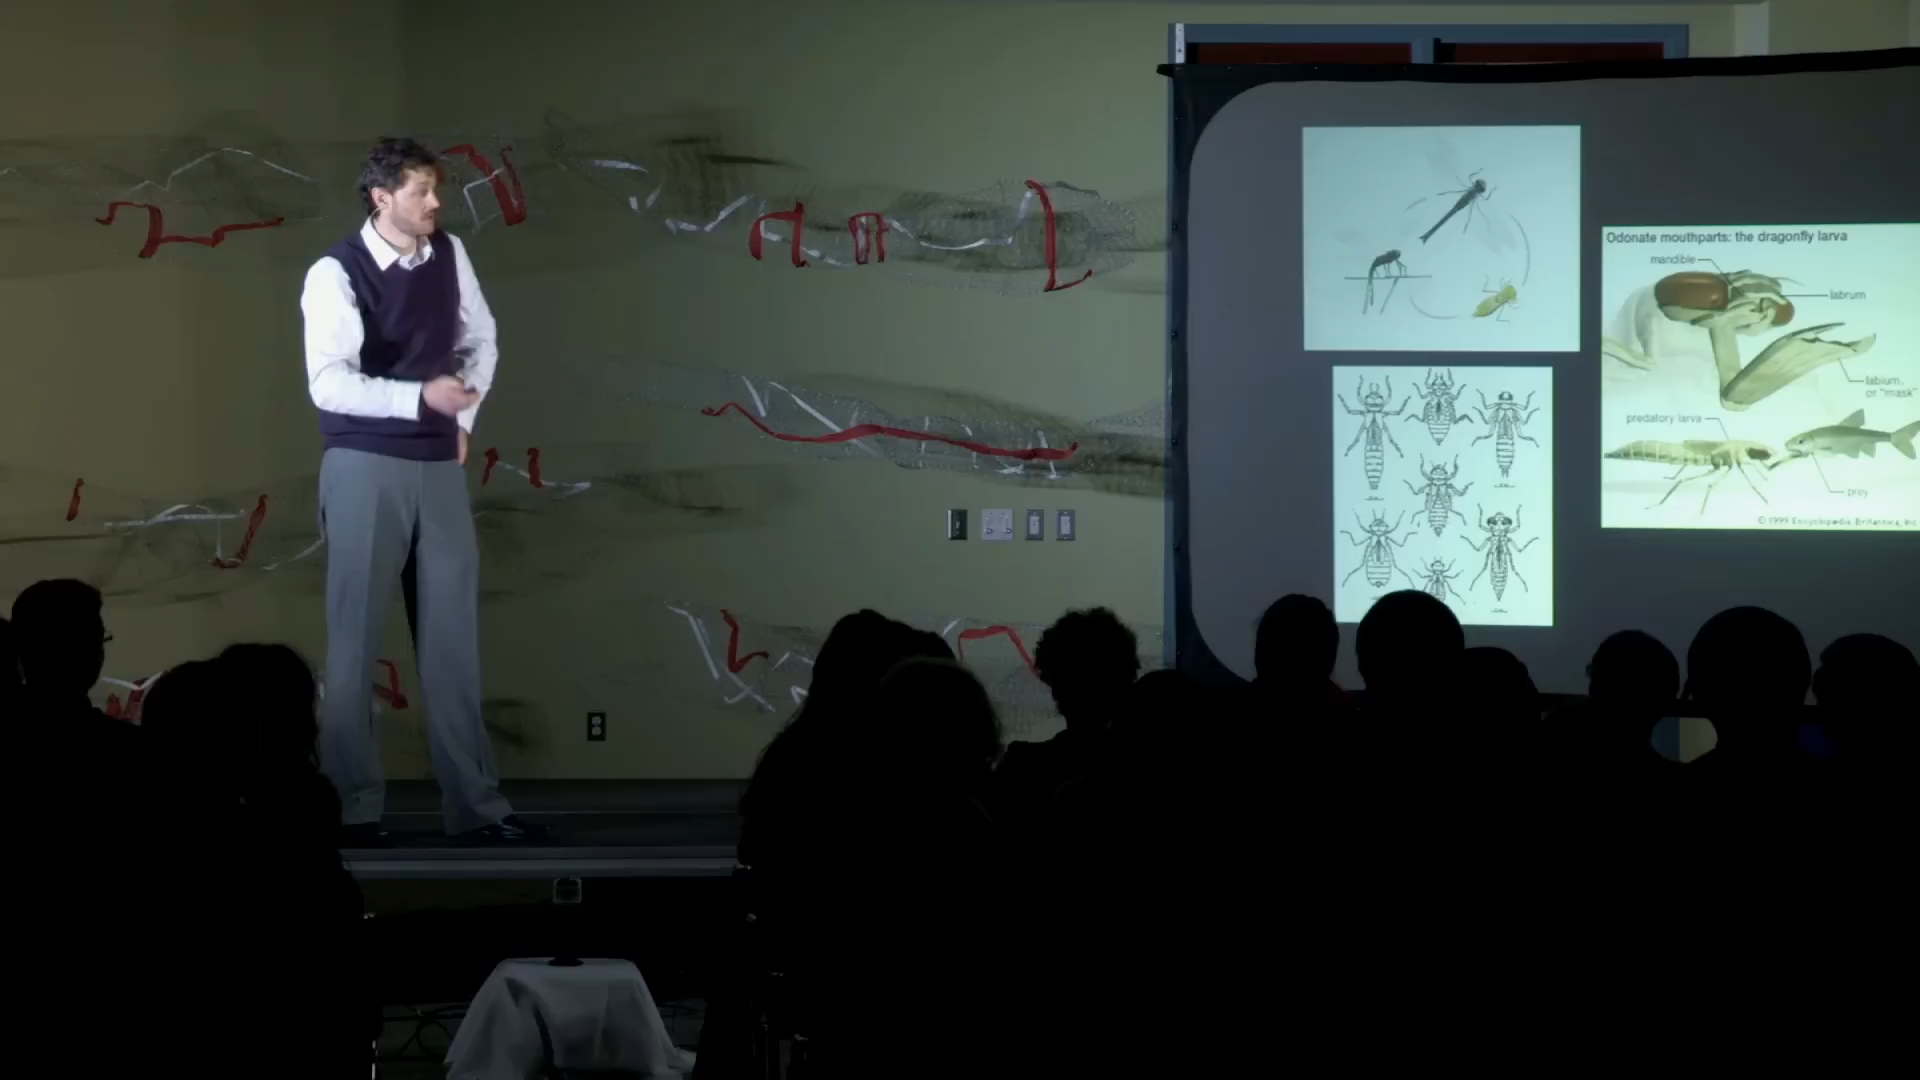 Odonate mouthparts: the dragonfly larva
mandible
labrum
labium,
or "mask"
predatory larva
prey
© 1999 Encyclopædia Britannica, Inc.